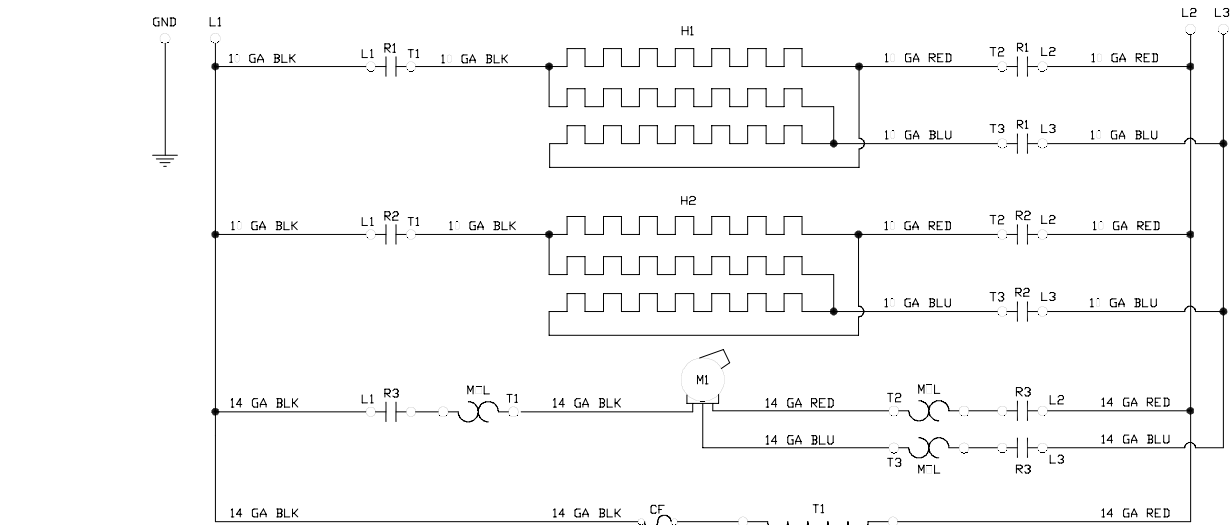 GND L1 L2 L3
H1
GA BLK L1 R1 T1 GA BLK GA RED T2 R1 L2 GA RED
GA BLU T3 R1 L3 GA BLU
H2
GA BLK L1 R2 T1 GA BLK GA RED T2 R2 L2 GA RED
GA BLU T3 R2 L3 GA BLU
M1
14 GA BLK L1 R3 T1 14 GA BLK 14 GA RED T2 R3 L2 14 GA RED
14 GA BLU T3 R3 L3 14 GA BLU
14 GA BLK 14 GA BLK CF T1 14 GA RED